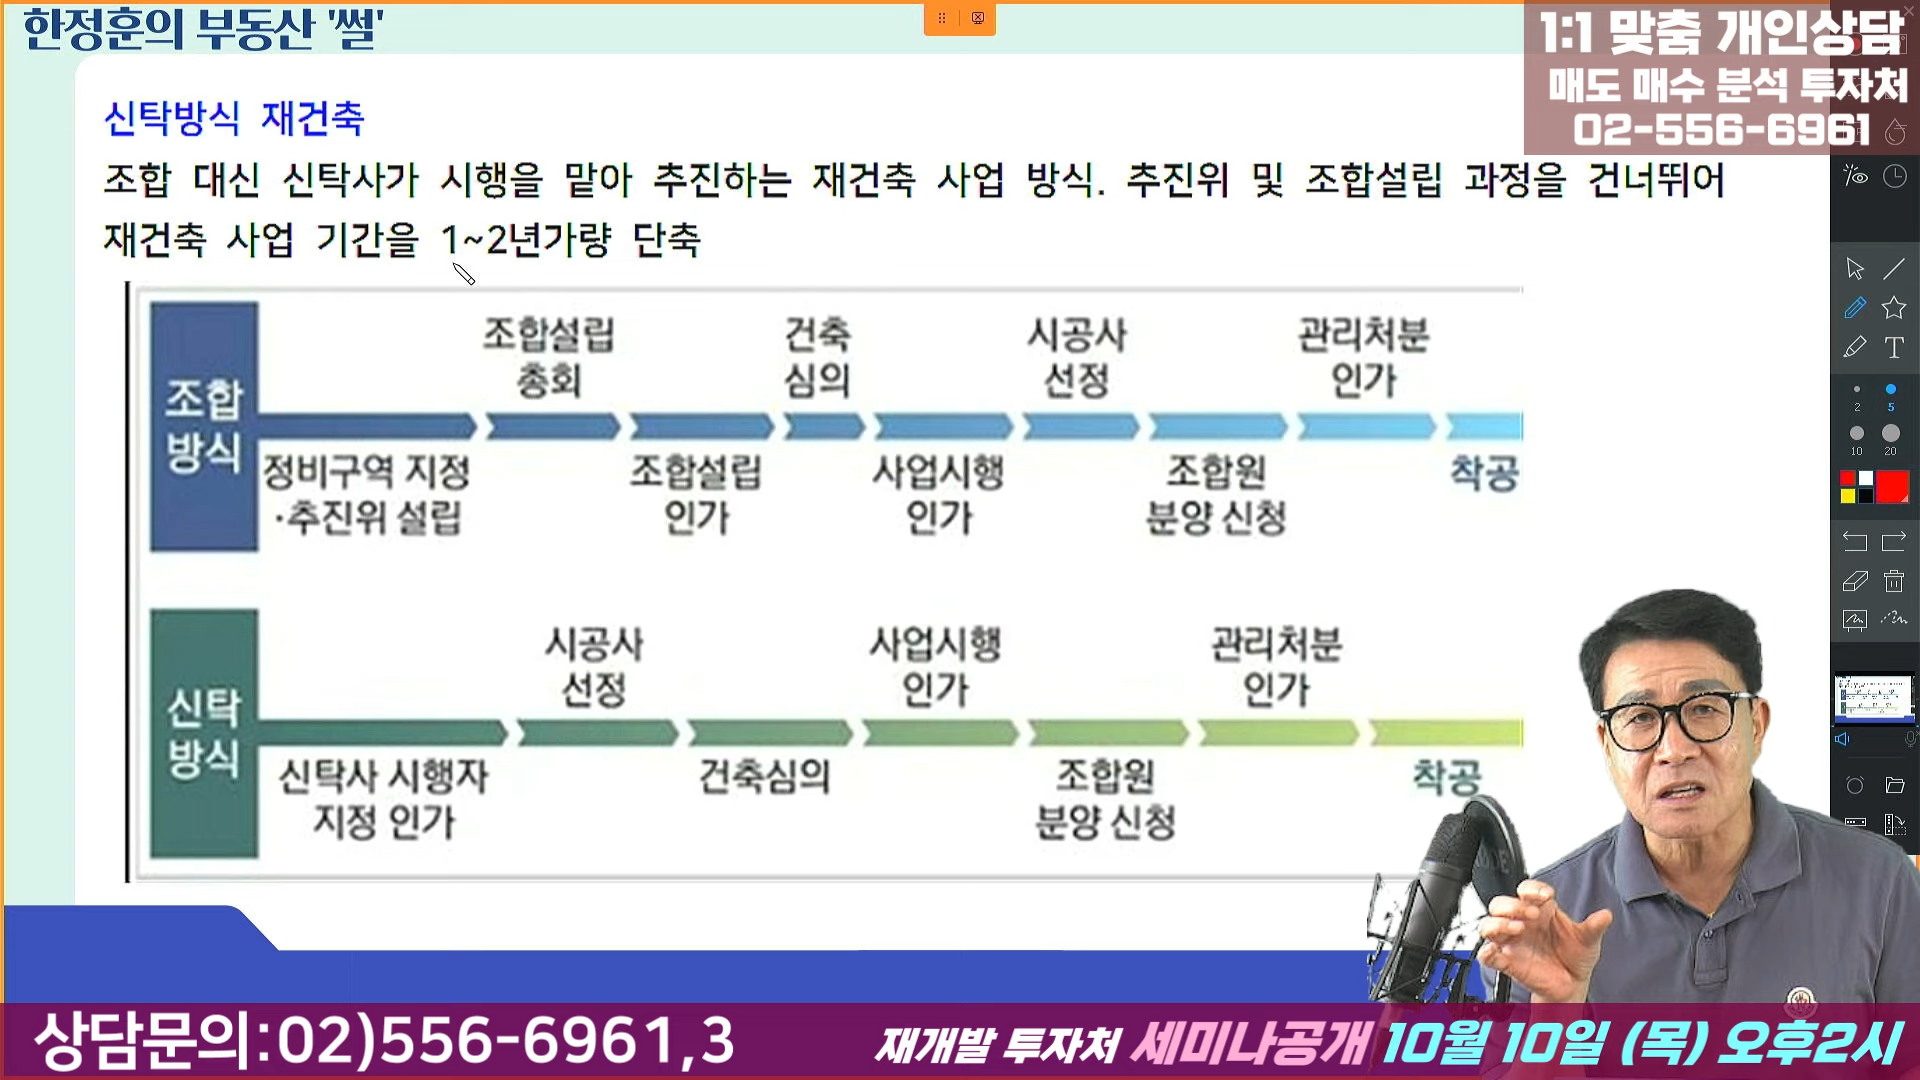 한정훈의 부동산 '썰'
1:1 맞춤 개인상담
매도 매수 분석 투자처
02-556-6961
신탁방식 재건축
조합 대신 신탁사가 시행을 맡아 추진하는 재건축 사업 방식. 추진위 및 조합설립 과정을 건너뛰어
재건축 사업 기간을 1~2년가량 단축
조합
방식
조합설립
총회
건축
심의
시공사
선정
관리처분
인가
정비구역 지정
·추진위 설립
조합설립
인가
사업시행
인가
조합원
분양 신청
착공
신탁
방식
시공사
선정
사업시행
인가
관리처분
인가
신탁사 시행자
지정 인가
건축심의
조합원
분양 신청
착공
T
2 5
10 20
상담문의:02)556-6961,3
재개발 투자처 세미나공개 10월 10일 (목) 오후2시